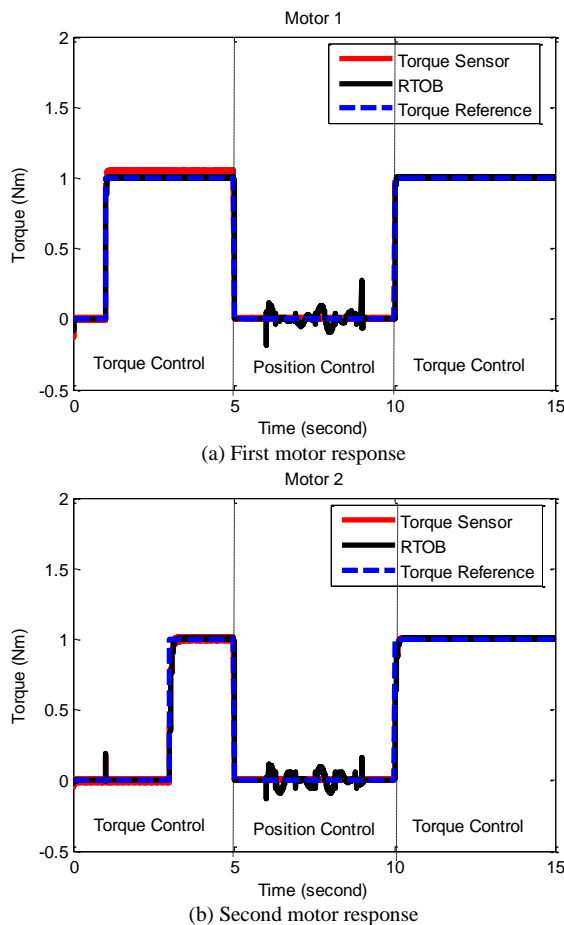 Motor 1
2
1.5
1
0.5
0
-0.5
Torque (Nm)
Torque Sensor
RTOB
Torque Reference
Torque Control
Position Control
Torque Control
0
5
10
15
Time (second)
(a) First motor response
Motor 2
2
1.5
1
0.5
0
-0.5
Torque (Nm)
Torque Sensor
RTOB
Torque Reference
Torque Control
Position Control
Torque Control
0
5
10
15
Time (second)
(b) Second motor response